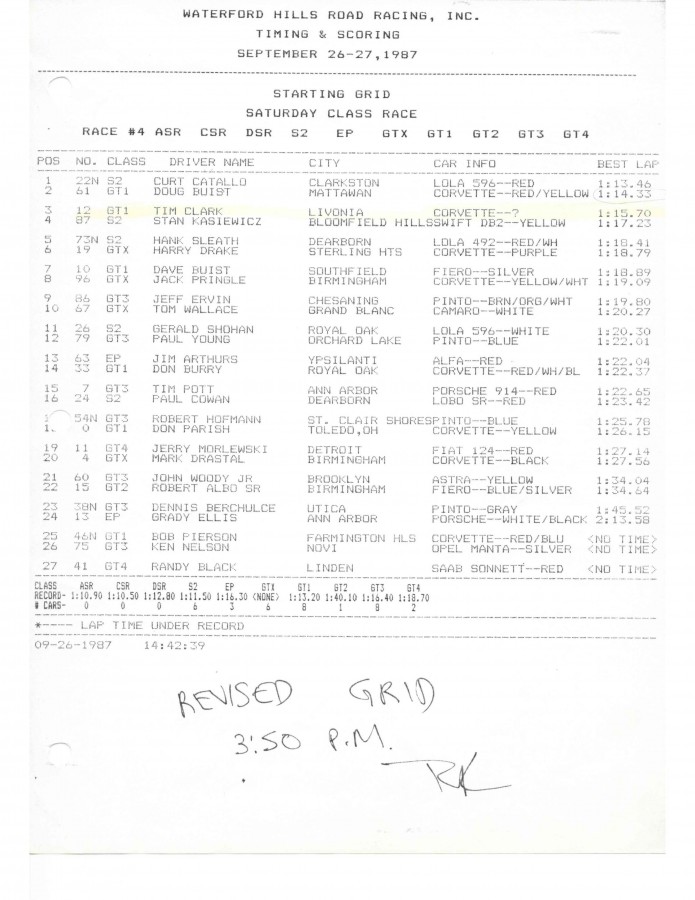 WATERFORD HILLS ROAD RACING, INC.
TIMING & SCORING
SEPTEMBER 26-27,1987
STARTING GRID
SATURDAY CLASS RACE
RACE #4 ASR CSR DSR S2 EP GTX GT1 GT2 GT3 GT4
POS NO. CLASS DRIVER NAME CITY CAR INFO BEST LAP
1 22N S2 CURT CATALLO CLARKSTON LOLA 596--RED 1:13.46
2 61 GT1 DOUG BUIST MATTAWAN CORVETTE--RED/YELLOW 1:14.33
3 12 GT1 TIM CLARK LIVONIA CORVETTE--? 1:15.70
4 87 S2 STAN KASIEWICZ BLOOMFIELD HILLSSWIFT DB2--YELLOW 1:17.23
5 73N S2 HANK SLEATH DEARBORN LOLA 492--RED/WH 1:18.41
6 19 GTX HARRY DRAKE STERLING HTS CORVETTE--PURPLE 1:18.79
7 10 GT1 DAVE BUIST SOUTHFIELD FIERO--SILVER 1:18.89
8 96 GTX JACK PRINGLE BIRMINGHAM CORVETTE--YELLOW/WHT 1:19.09
9 86 GT3 JEFF ERVIN CHESANING PINTO--BRN/ORG/WHT 1:19.80
10 67 GTX TOM WALLACE GRAND BLANC CAMARO--WHITE 1:20.27
11 26 S2 GERALD SHOHAN ROYAL OAK LOLA 596--WHITE 1:20.30
12 79 GT3 PAUL YOUNG ORCHARD LAKE PINTO--BLUE 1:22.01
13 63 EP JIM ARTHURS YPSILANTI ALFA--RED 1:22.04
14 33 GT1 DON BURRY ROYAL OAK CORVETTE--RED/WH/BL 1:22.37
15 7 GT3 TIM POTT ANN ARBOR PORSCHE 914--RED 1:22.65
16 24 S2 PAUL COWAN DEARBORN LOBO SR--RED 1:23.42
54N GT3 ROBERT HOFMANN ST. CLAIR SHORESPINTO--BLUE 1:25.78
0 GT1 DON PARISH TOLEDO,OH CORVETTE--YELLOW 1:26.15
19 11 GT4 JERRY MORLEWSKI DETROIT FIAT 124--RED 1:27.14
20 4 GTX MARK DRASTAL BIRMINGHAM CORVETTE--BLACK 1:27.56
21 60 GT3 JOHN WOODY JR BROOKLYN ASTRA--YELLOW 1:34.04
22 15 GT2 ROBERT ALBO SR BIRMINGHAM FIERO--BLUE/SILVER 1:34.64
23 38N GT3 DENNIS BERCHULCE UTICA PINTO--GRAY 1:45.52
24 13 EP GRADY ELLIS ANN ARBOR PORSCHE--WHITE/BLACK 2:13.58
25 46N GT1 BOB PIERSON FARMINGTON HLS CORVETTE--RED/BLU <NO TIME>
26 75 GT3 KEN NELSON NOVI OPEL MANTA--SILVER <NO TIME>
27 41 GT4 RANDY BLACK LINDEN SAAB SONNETT--RED <NO TIME>
CLASS ASR CSR DSR S2 EP GTX GT1 GT2 GT3 GT4
RECORD- 1:10.90 1:10.50 1:12.80 1:11.50 1:16.30 <NONE> 1:13.20 1:40.10 1:16.40 1:18.70
# CARS- 0 0 0 6 3 6 8 1 8 2
*---- LAP TIME UNDER RECORD
09-26-1987 14:42:39
REVISED GRID
3:50 P.M.
RK